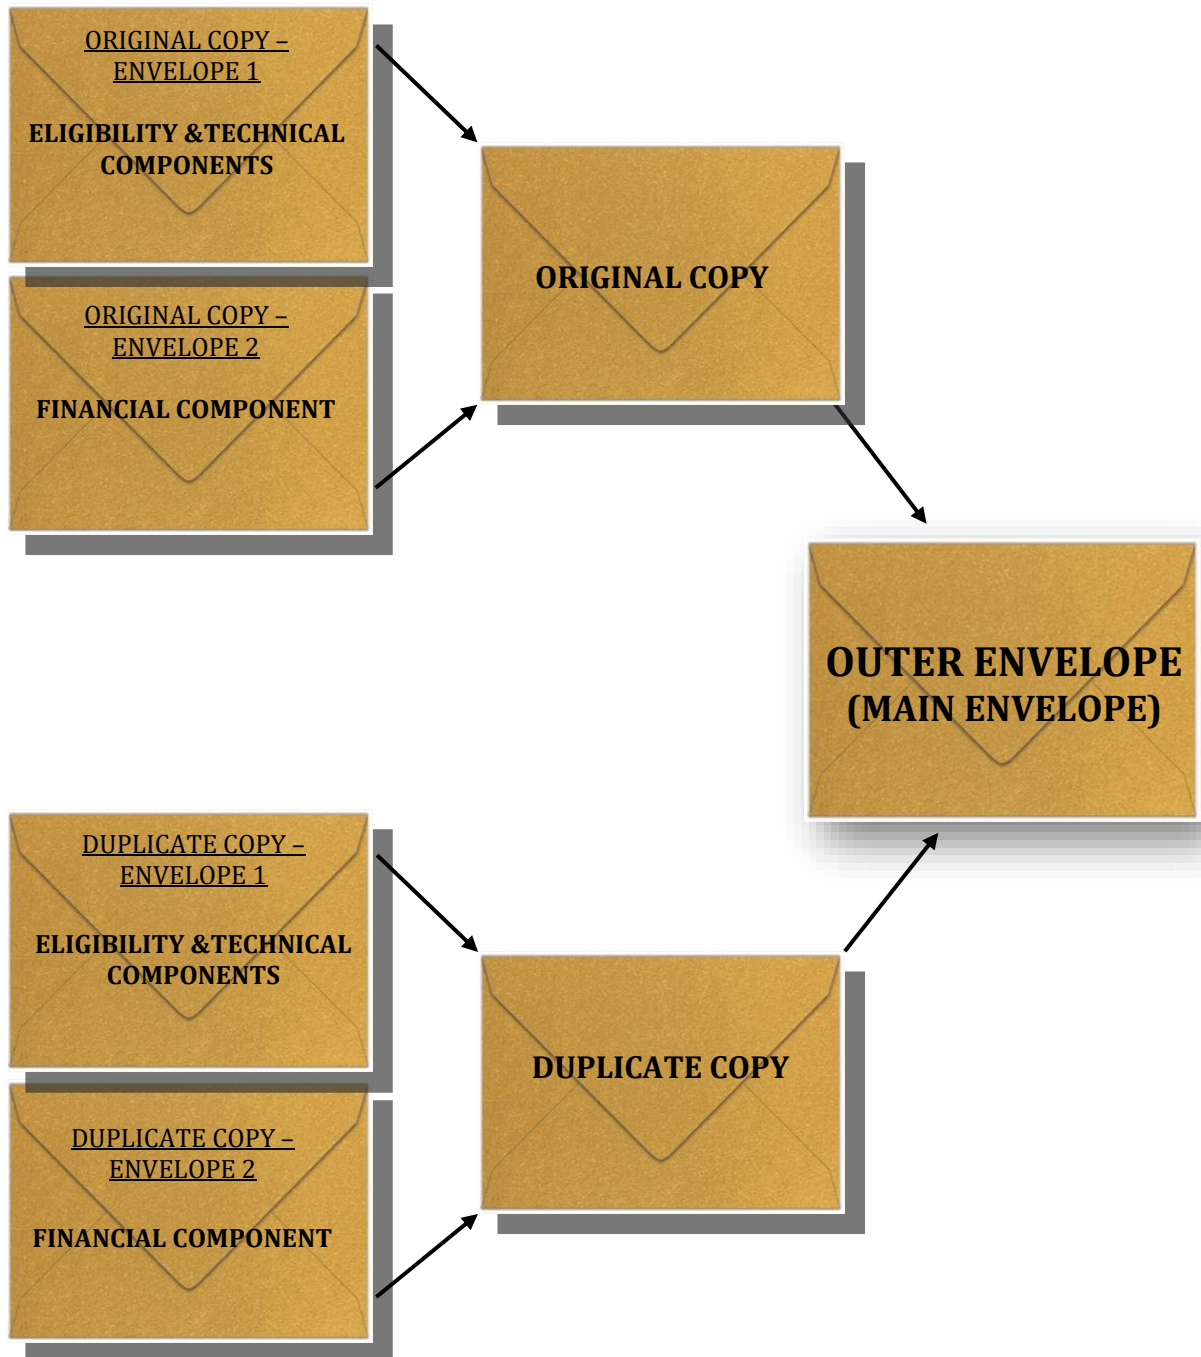 ORIGINAL COPY –
ENVELOPE 1
ELIGIBILITY &TECHNICAL
COMPONENTS
ORIGINAL COPY –
ENVELOPE 2
FINANCIAL COMPONENT
ORIGINAL COPY
OUTER ENVELOPE
(MAIN ENVELOPE)
DUPLICATE COPY –
ENVELOPE 1
ELIGIBILITY &TECHNICAL
COMPONENTS
DUPLICATE COPY –
ENVELOPE 2
FINANCIAL COMPONENT
DUPLICATE COPY